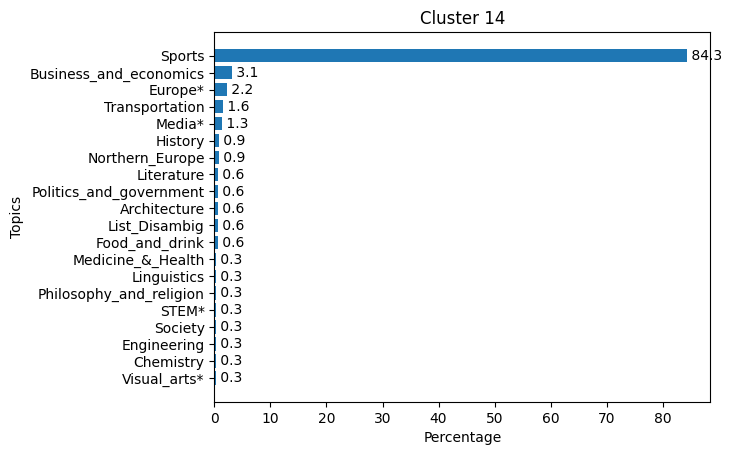 Cluster 14
Topics
Sports 84.3
Business_and_economics 3.1
Europe* 2.2
Transportation 1.6
Media* 1.3
History 0.9
Northern_Europe 0.9
Literature 0.6
Politics_and_government 0.6
Architecture 0.6
List_Disambig 0.6
Food_and_drink 0.6
Medicine_&_Health 0.3
Linguistics 0.3
Philosophy_and_religion 0.3
STEM* 0.3
Society 0.3
Engineering 0.3
Chemistry 0.3
Visual_arts* 0.3
0 10 20 30 40 50 60 70 80
Percentage